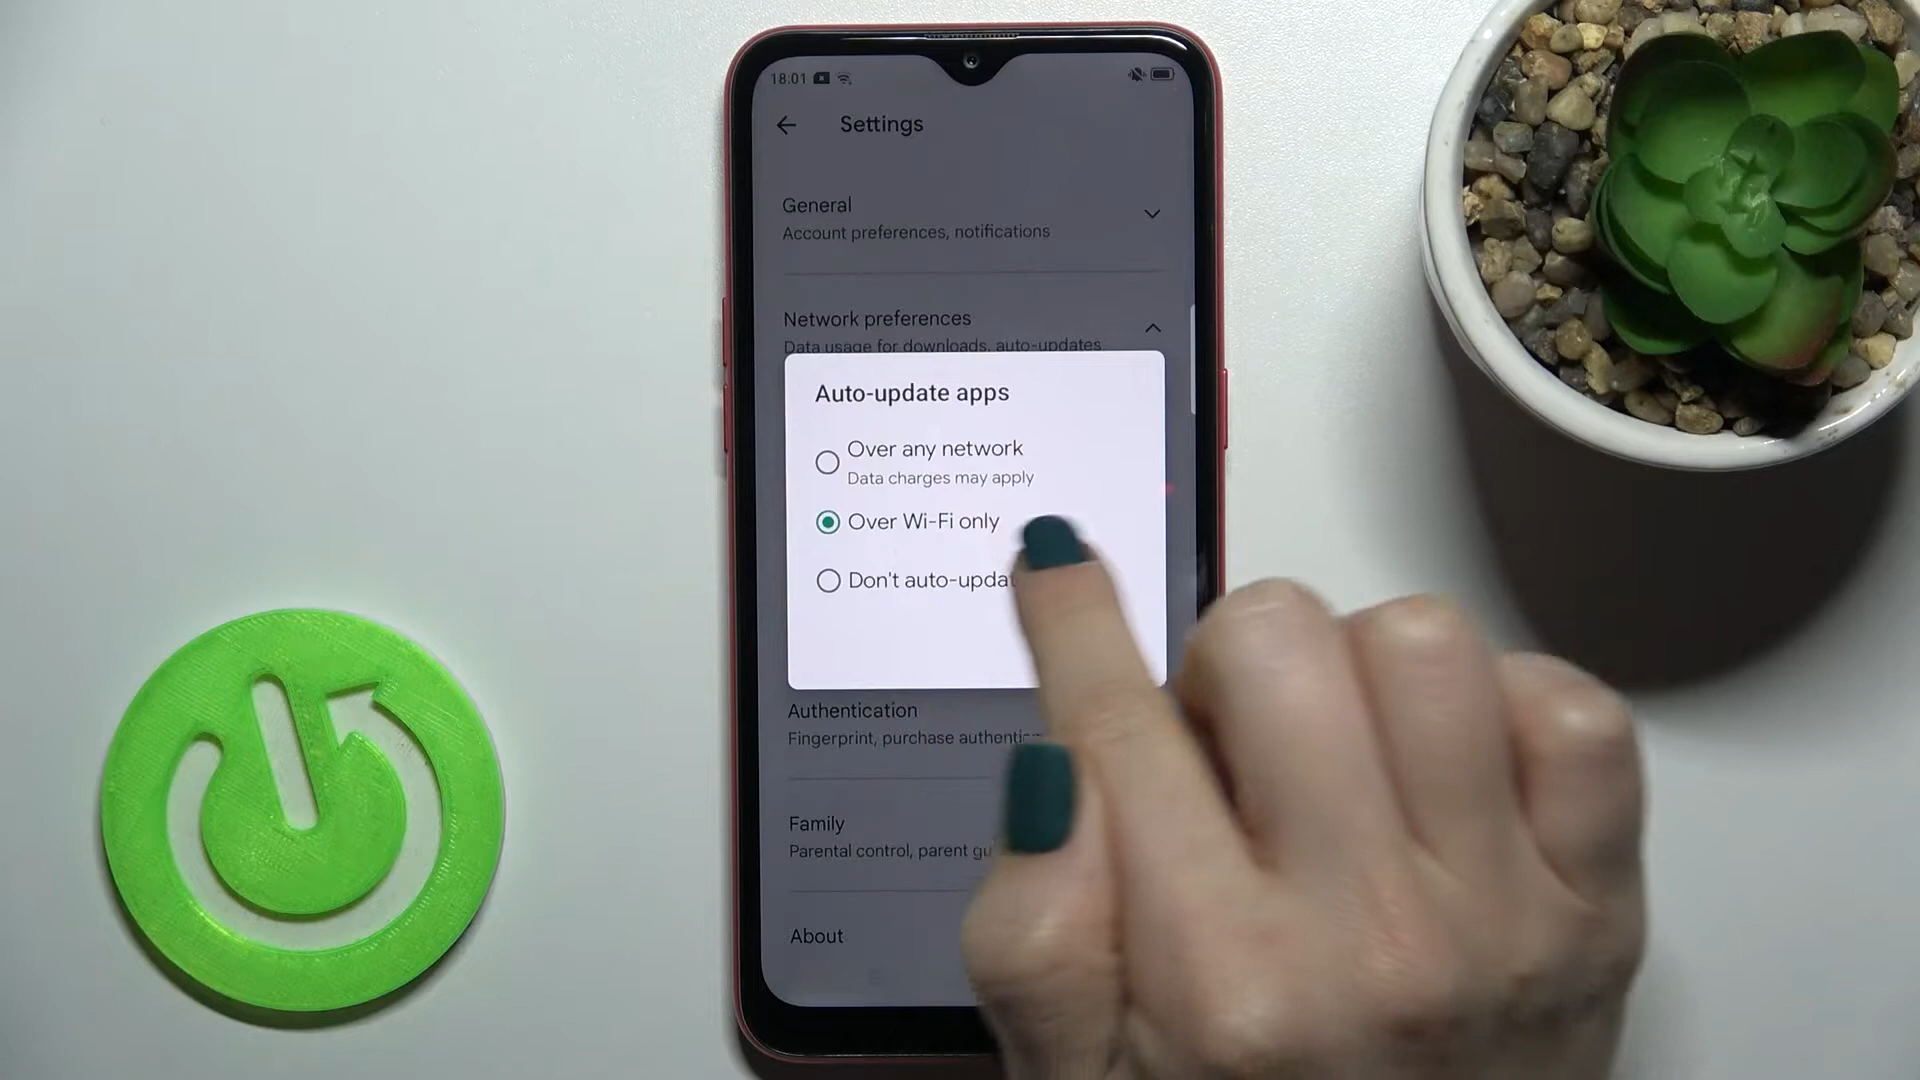 18:01
Settings
General
Account preferences, notifications
Network preferences
Data usage for downloads, auto-updates
Auto-update apps
Over any network
Data charges may apply
Over Wi-Fi only
Don't auto-updat
Authentication
Fingerprint, purchase authentic
Family
Parental control, parent gu
About